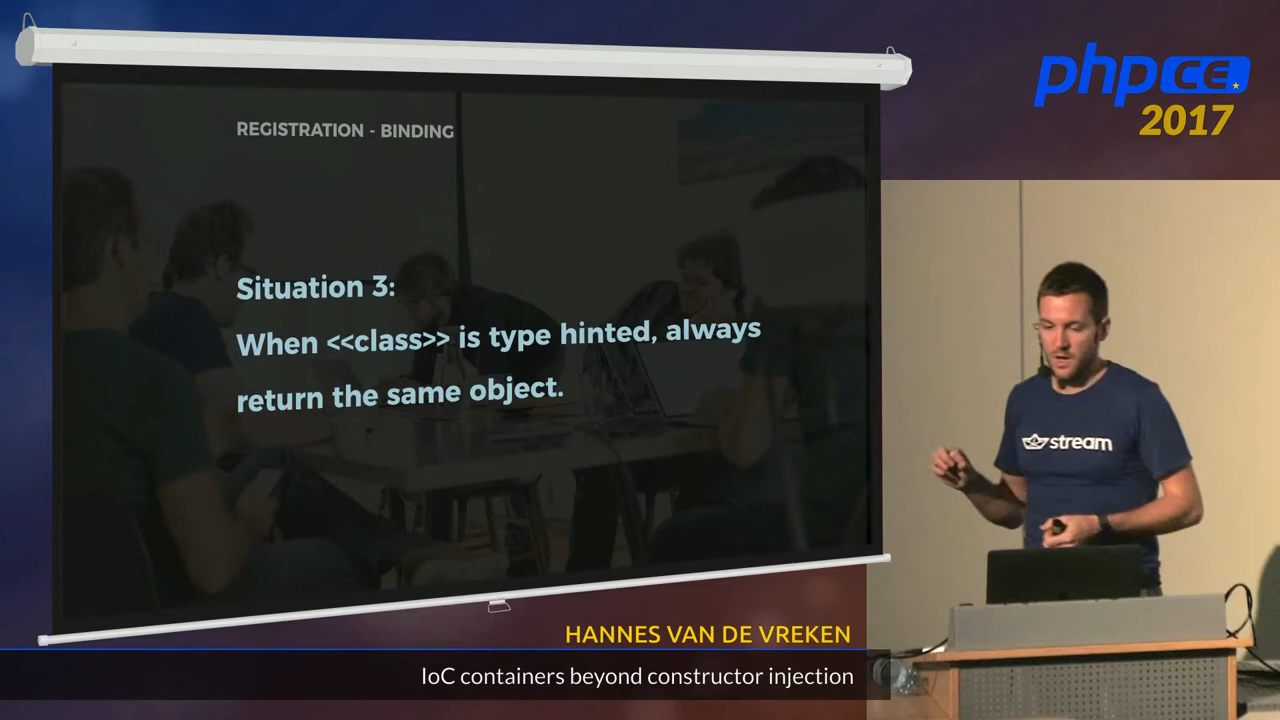 REGISTRATION - BINDING
Situation 3:
When <<class>> is type hinted, always
return the same object.
phpCE
2017
stream
HANNES VAN DE VREKEN
IoC containers beyond constructor injection